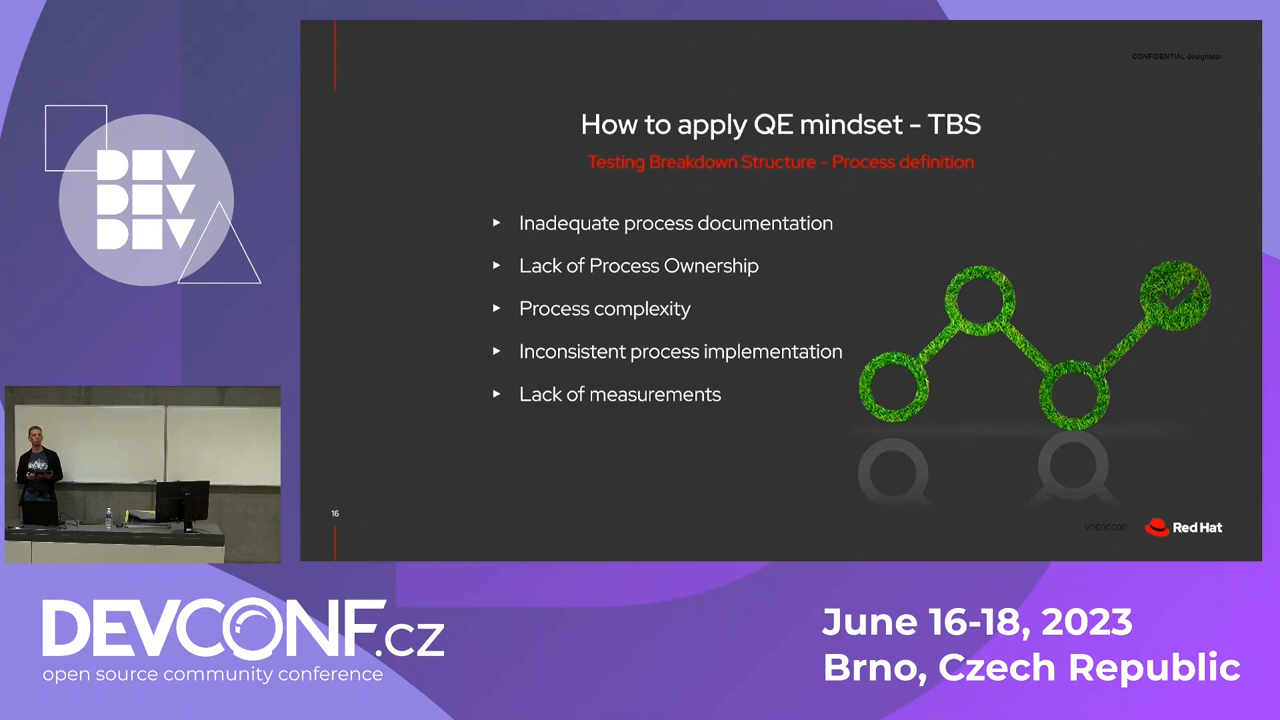 CONFIDENTIAL designator
How to apply QE mindset - TBS
Testing Breakdown Structure - Process definition
Inadequate process documentation
Lack of Process Ownership
Process complexity
Inconsistent process implementation
Lack of measurements
16
V0000000
Red Hat
DEV
DEV
DEV
DEVCONF.cz
open source community conference
June 16-18, 2023
Brno, Czech Republic